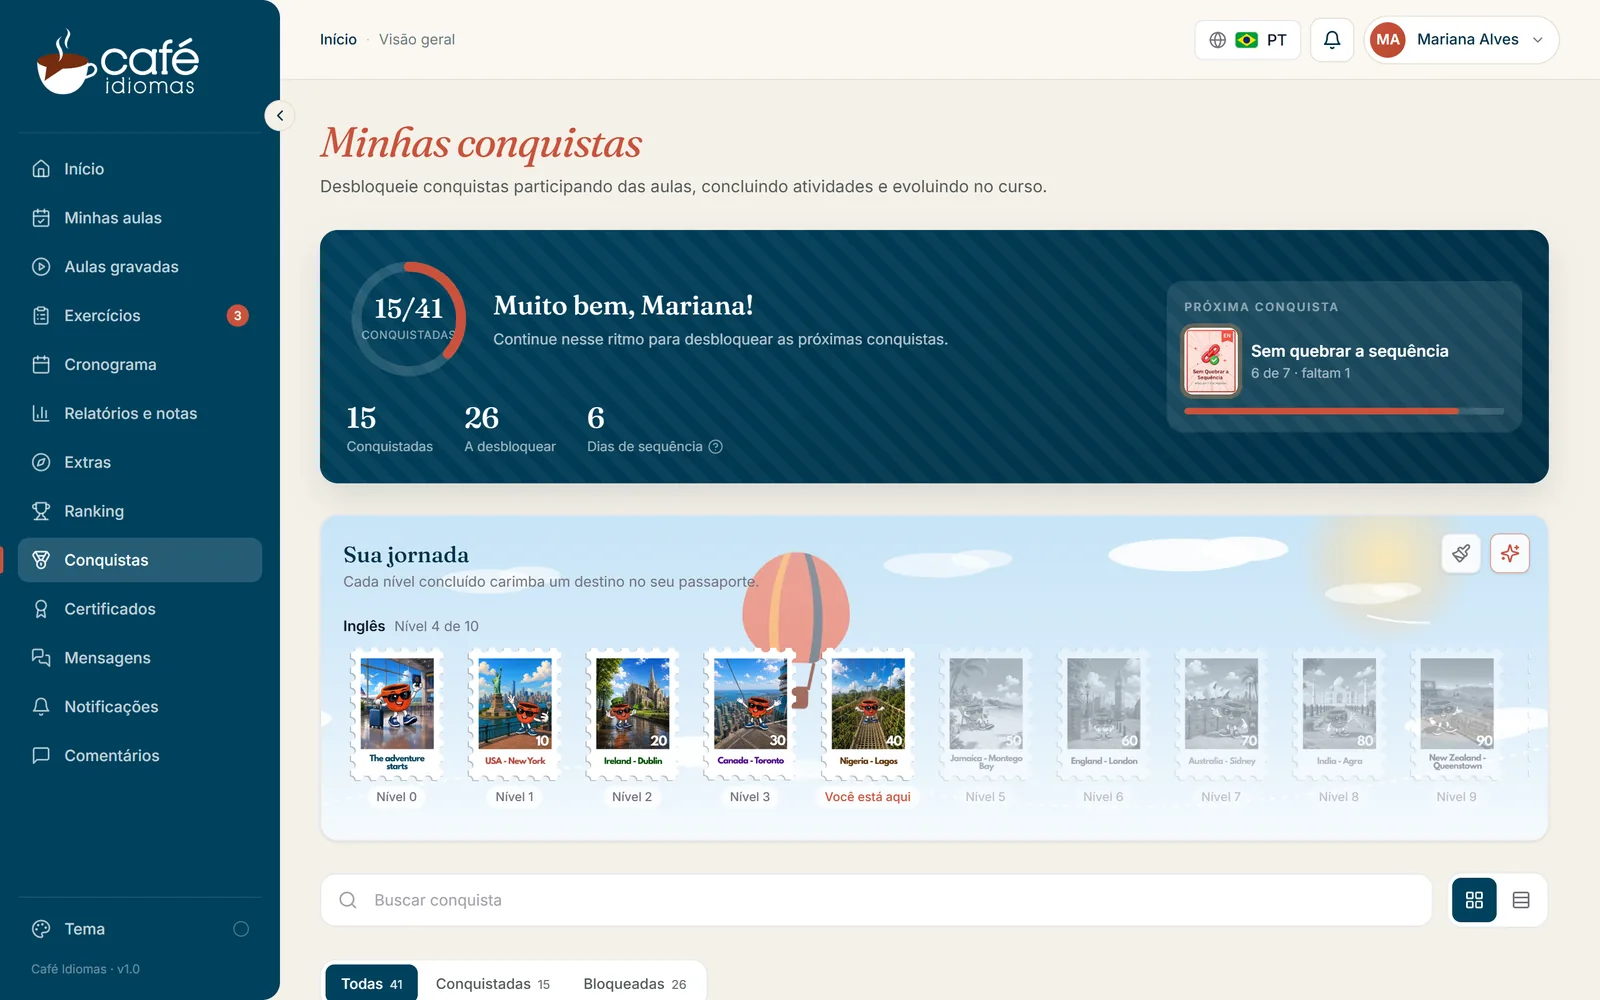 café
idiomas
Início
Minhas aulas
Aulas gravadas
Exercícios 3
Cronograma
Relatórios e notas
Extras
Ranking
Conquistas
Certificados
Mensagens
Notificações
Comentários
Tema
Café Idiomas · v1.0
Início · Visão geral
PT
MA Mariana Alves
Minhas conquistas
Desbloqueie conquistas participando das aulas, concluindo atividades e evoluindo no curso.
15/41
CONQUISTADAS
Muito bem, Mariana!
Continue nesse ritmo para desbloquear as próximas conquistas.
15
Conquistadas
26
A desbloquear
6
Dias de sequência ?
PRÓXIMA CONQUISTA
EN
Sem Quebrar a
Sequência
Sem quebrar a sequência
6 de 7 · faltam 1
Sua jornada
Cada nível concluído carimba um destino no seu passaporte.
Inglês Nível 4 de 10
The adventure
starts
Nível 0
10
USA - New York
Nível 1
20
Ireland - Dublin
Nível 2
30
Canada - Toronto
Nível 3
40
Nigeria - Lagos
Você está aqui
50
Jamaica - Montego
Bay
Nível 5
60
England - London
Nível 6
70
Australia - Sidney
Nível 7
80
India - Agra
Nível 8
90
New Zealand -
Queenstown
Nível 9
Buscar conquista
Todas 41
Conquistadas 15
Bloqueadas 26